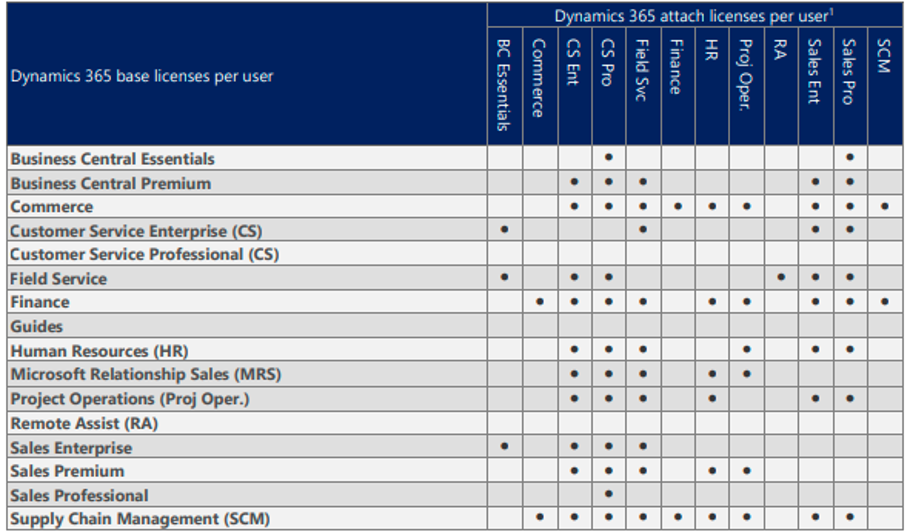 Dynamics 365 attach licenses per user1
Dynamics 365 base licenses per user
BC Essentials
Commerce
CS Ent
CS Pro
Field Svc
Finance
HR
Proj Oper.
RA
Sales Ent
Sales Pro
SCM
Business Central Essentials • •
Business Central Premium • • • • •
Commerce • • • • • • • • •
Customer Service Enterprise (CS) • • • •
Customer Service Professional (CS)
Field Service • • • • • •
Finance • • • • • • • • •
Guides
Human Resources (HR) • • • • • •
Microsoft Relationship Sales (MRS) • • • • •
Project Operations (Proj Oper.) • • • • • •
Remote Assist (RA)
Sales Enterprise • • • •
Sales Premium • • • • •
Sales Professional •
Supply Chain Management (SCM) • • • • • • • • •